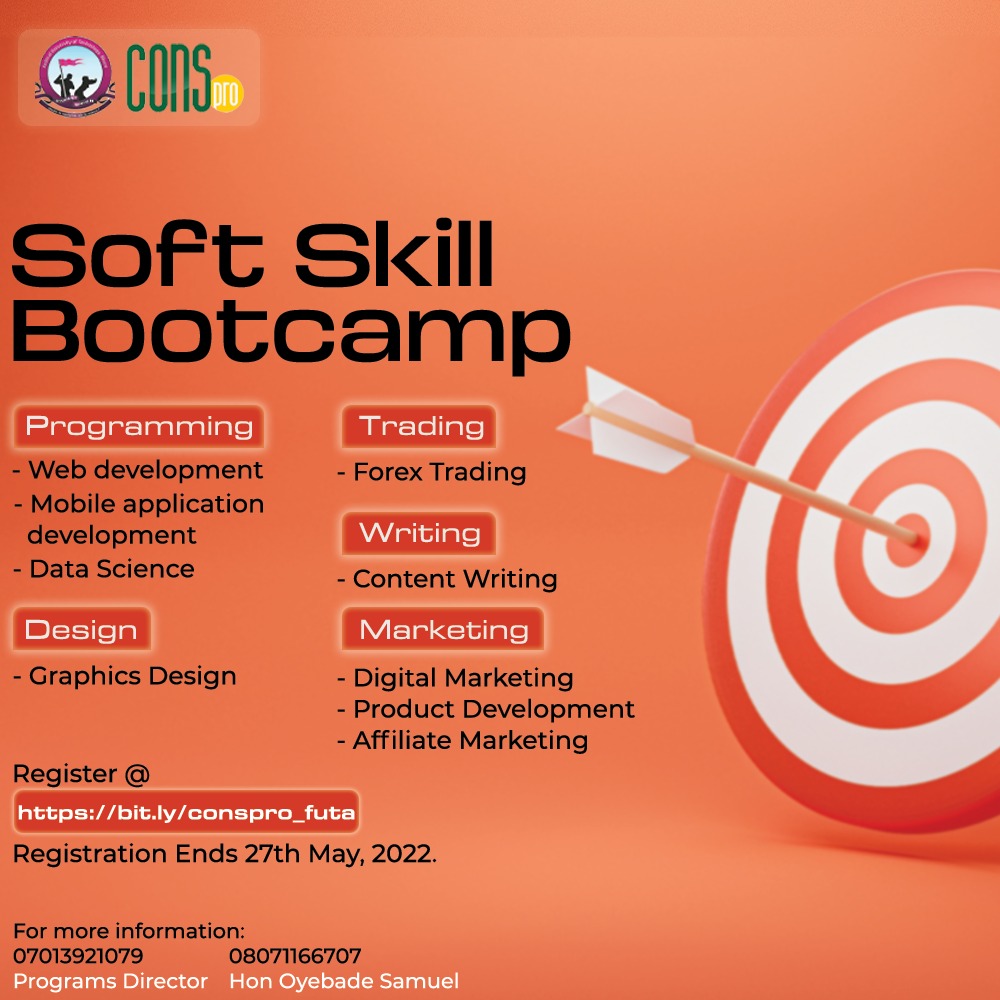 CONS
pro
Soft Skill
Bootcamp
Programming
- Web development
- Mobile application
development
- Data Science
Design
- Graphics Design
Trading
- Forex Trading
Writing
- Content Writing
Marketing
- Digital Marketing
- Product Development
- Affiliate Marketing
Register @
https://bit.ly/conspro_futa
Registration Ends 27th May, 2022.
For more information:
07013921079 08071166707
Programs Director Hon Oyebade Samuel